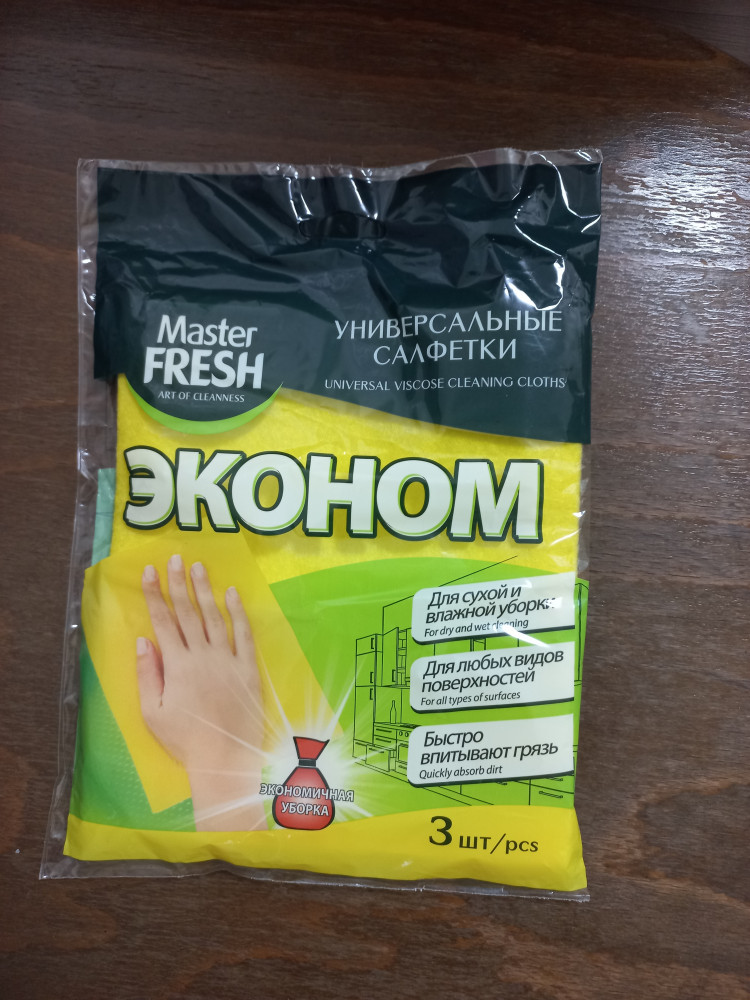 Master
FRESH
ART OF CLEANNESS
УНИВЕРСАЛЬНЫЕ
САЛФЕТКИ
UNIVERSAL VISCOSE CLEANING CLOTHS
ЭКОНОМ
Для сухой и
влажной уборки
For dry and wet cleaning
Для любых видов
поверхностей
For all types of surfaces
Быстро
впитывают грязь
Quickly absorb dirt
ЭКОНОМИЧНАЯ
УБОРКА
3 шт/pcs